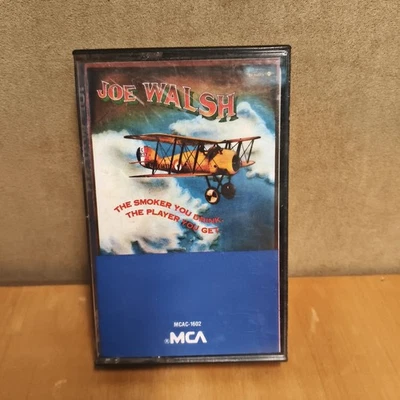 JOE WALSH
THE SMOKER YOU DRINK,
THE PLAYER YOU GET
MCAC-1602
®MCA